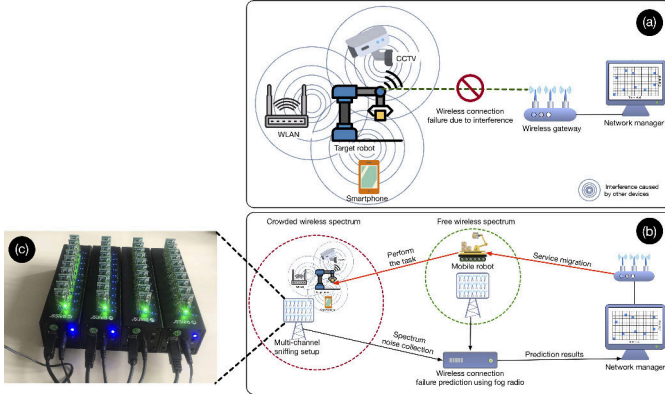 (a)
CCTV
WLAN
Target robot
Smartphone
Wireless connection
failure due to interference
Wireless gateway
Network manager
Interference caused
by other devices
(c)
(b)
Crowded wireless spectrum
Free wireless spectrum
Perform
the task
Mobile robot
Service migration
Multi-channel
sniffing setup
Spectrum
noise collection
Wireless connection
failure prediction using fog radio
Prediction results
Network manager